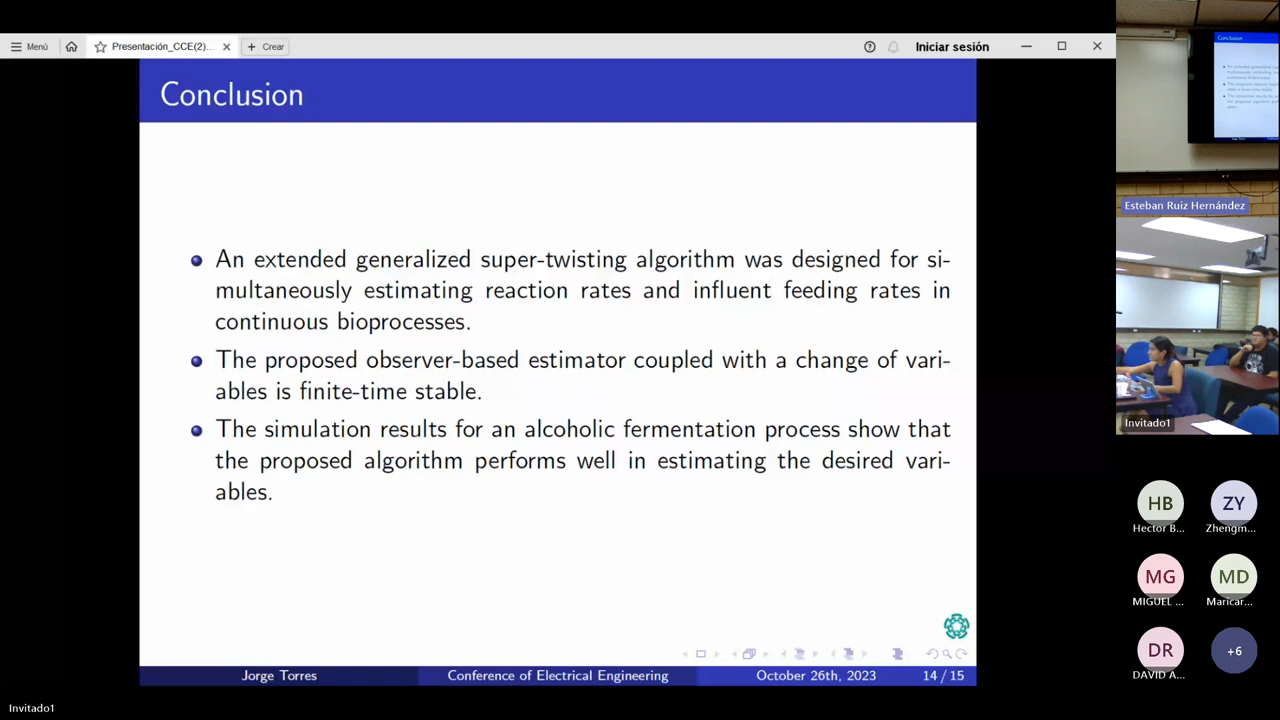 Menú
Presentación_CCE(2)...
Crear
Iniciar sesión
Conclusion
An extended generalized super-twisting algorithm was designed for si-
multaneously estimating reaction rates and influent feeding rates in
continuous bioprocesses.
The proposed observer-based estimator coupled with a change of vari-
ables is finite-time stable.
The simulation results for an alcoholic fermentation process show that
the proposed algorithm performs well in estimating the desired vari-
ables.
Jorge Torres
Conference of Electrical Engineering
October 26th, 2023
14 / 15
Conclusion
Esteban Ruiz Hernández
Invitado1
HB
ZY
Hector B...
Zhengm...
MG
MD
MIGUEL ...
Maricar...
DR
+6
DAVID A...
Invitado1